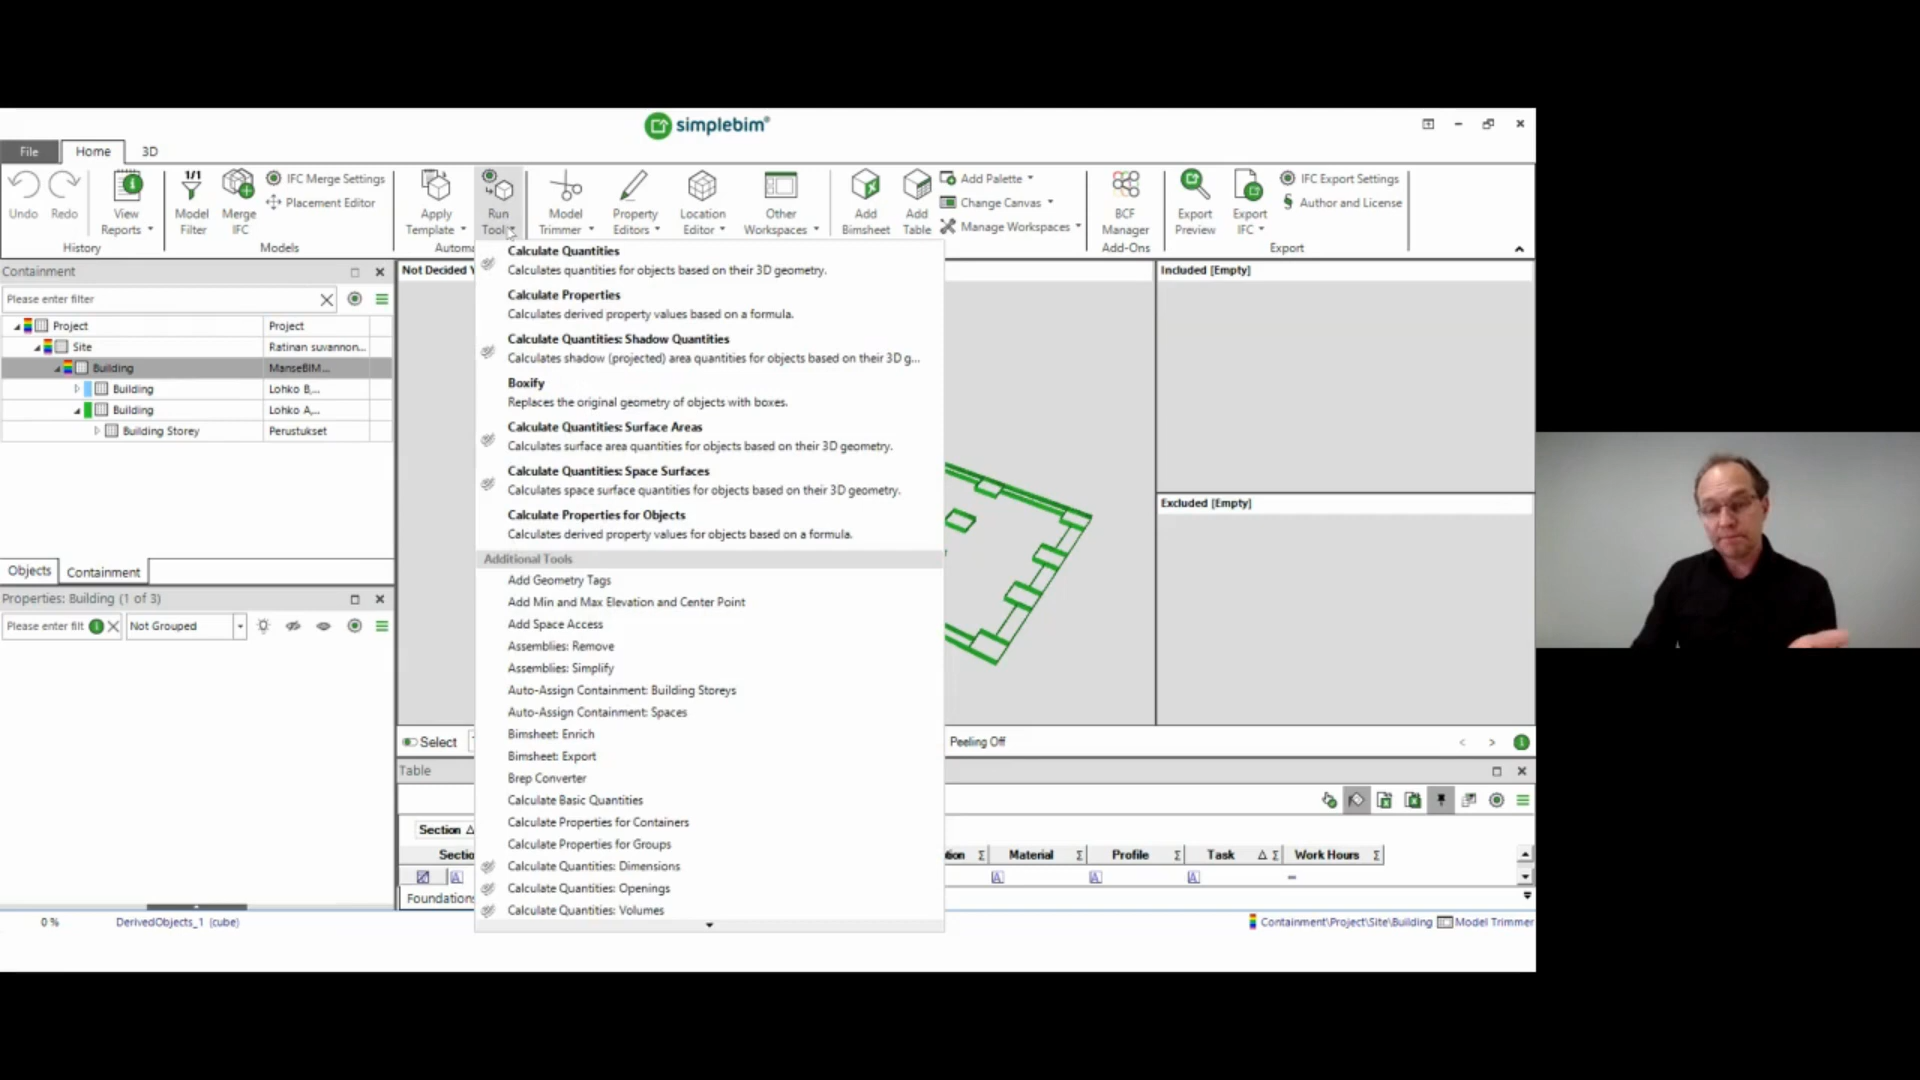 simplebim®
File
Home
3D
Undo
Redo
View Reports
History
1/1
Model Filter
Merge IFC
IFC Merge Settings
Placement Editor
Models
Apply Template
Run
Model Trimmer
Property Editors
Location Editor
Other Workspaces
Add Bimsheet
Add Table
Add Palette
Change Canvas
Manage Workspaces
BCF Manager
Add-Ons
Export Preview
Export IFC
IFC Export Settings
Author and License
Export
Containment
Please enter filter
Project Project
Site Ratinan suvannon...
Building ManseBIM...
Building Lohko B,...
Building Lohko A,...
Building Storey Perustukset
Objects
Containment
Properties: Building (1 of 3)
Please enter filt
Not Grouped
Not Decided
Calculate Quantities
Calculates quantities for objects based on their 3D geometry.
Calculate Properties
Calculates derived property values based on a formula.
Calculate Quantities: Shadow Quantities
Calculates shadow (projected) area quantities for objects based on their 3D g...
Boxify
Replaces the original geometry of objects with boxes.
Calculate Quantities: Surface Areas
Calculates surface area quantities for objects based on their 3D geometry.
Calculate Quantities: Space Surfaces
Calculates space surface quantities for objects based on their 3D geometry.
Calculate Properties for Objects
Calculates derived property values for objects based on a formula.
Additional Tools
Add Geometry Tags
Add Min and Max Elevation and Center Point
Add Space Access
Assemblies: Remove
Assemblies: Simplify
Auto-Assign Containment: Building Storeys
Auto-Assign Containment: Spaces
Bimsheet: Enrich
Bimsheet: Export
Brep Converter
Calculate Basic Quantities
Calculate Properties for Containers
Calculate Properties for Groups
Calculate Quantities: Dimensions
Calculate Quantities: Openings
Calculate Quantities: Volumes
Included [Empty]
Excluded [Empty]
Select
Peeling Off
Table
Section
Material
Profile
Task
Work Hours
Foundations
0 %
DerivedObjects_1 (cube)
Containment\Project\Site\Building
Model Trimmer